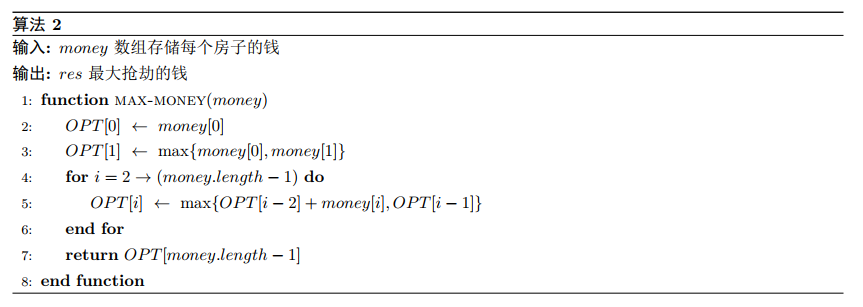 算法 2
输入: money 数组存储每个房子的钱
输出: res 最大抢劫的钱
1: function MAX-MONEY(money)
2: OPT[0] ← money[0]
3: OPT[1] ← max{money[0], money[1]}
4: for i = 2 → (money.length − 1) do
5: OPT[i] ← max{OPT[i − 2] + money[i], OPT[i − 1]}
6: end for
7: return OPT[money.length − 1]
8: end function